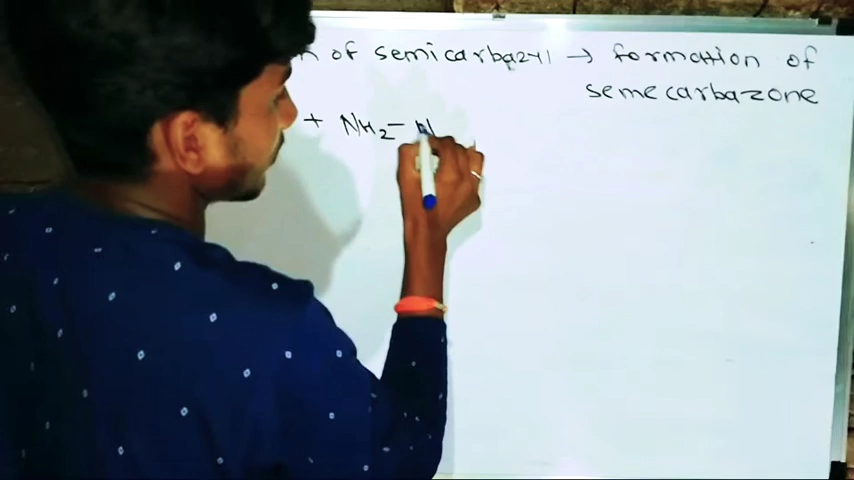 n of semicarbazyl → formation of
semecarbazone
+ NH2- N